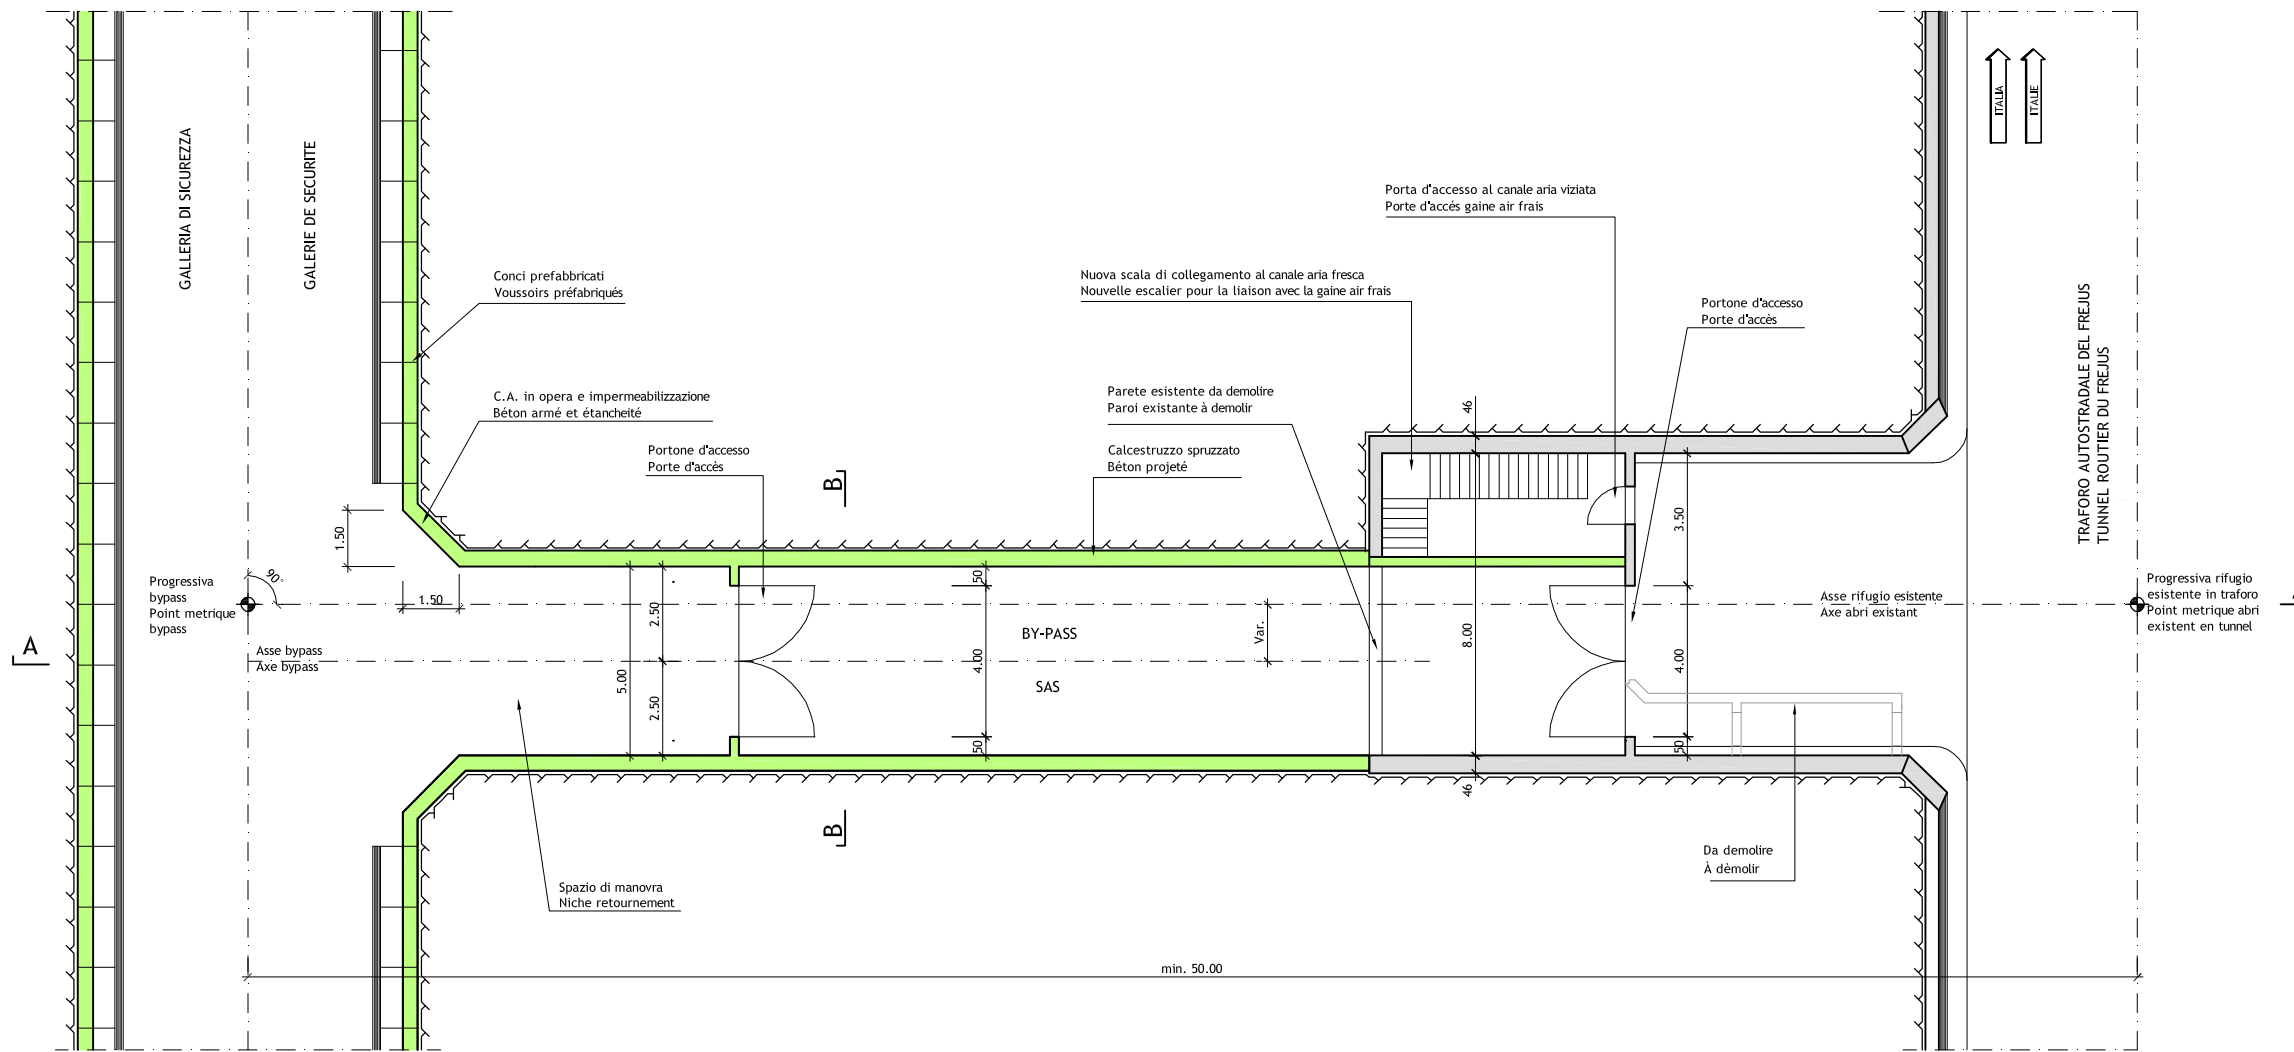 GALLERIA DI SICUREZZA
GALERIE DE SECURITE
ITALIA
ITALIE
Porta d'accesso al canale aria viziata
Porte d'accés gaine air frais
Conci prefabbricati
Voussoirs préfabriqués
Nuova scala di collegamento al canale aria fresca
Nouvelle escalier pour la liaison avec la gaine air frais
Portone d'accesso
Porte d'accès
TRAFORO AUTOSTRADALE DEL FREJUS
TUNNEL ROUTIER DU FREJUS
C.A. in opera e impermeabilizzazione
Béton armé et étancheité
Parete esistente da demolire
Paroi existante à demolir
46
Portone d'accesso
Porte d'accès
Calcestruzzo spruzzato
Béton projeté
B
1.50
3.50
90°
Progressiva
bypass
Point metrique
bypass
1.50
2.50
50
Var.
BY-PASS
8.00
Asse rifugio esistente
Axe abri existant
Progressiva rifugio
esistente in traforo
Point metrique abri
existent en tunnel
A
Asse bypass
Axe bypass
5.00
2.50
4.00
SAS
4.00
50
50
46
B
Da demolire
À dèmolir
Spazio di manovra
Niche retournement
min. 50.00